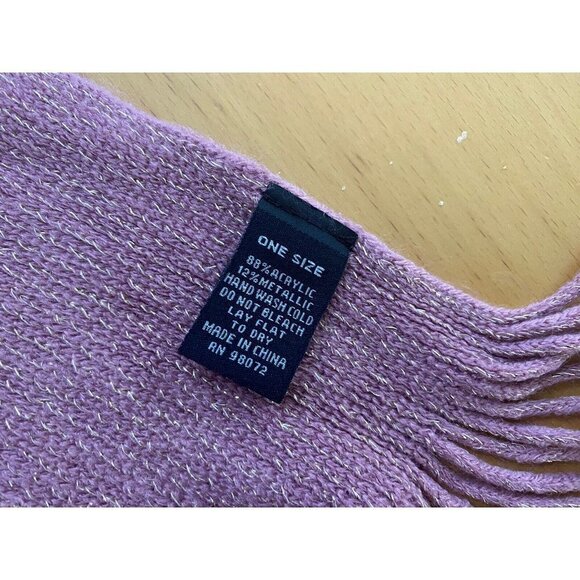 ONE SIZE
88% ACRYLIC
12% METALLIC
HAND WASH COLD
DO NOT BLEACH
LAY FLAT
TO DRY
MADE IN CHINA
RN 98072